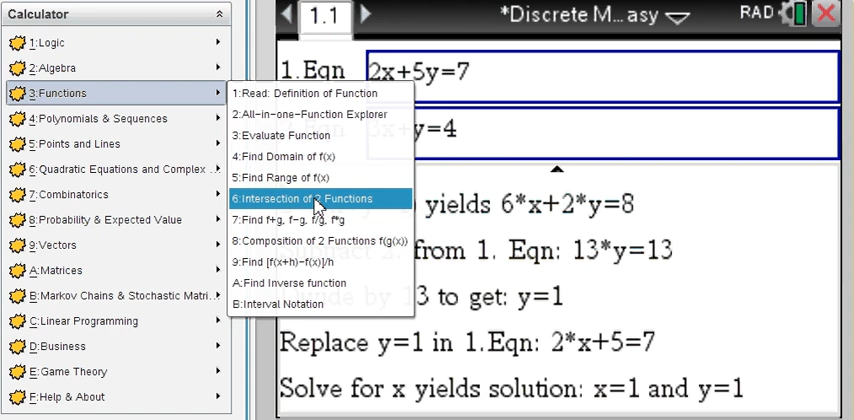 Calculator
1:Logic
2:Algebra
3:Functions
4:Polynomials & Sequences
5:Points and Lines
6:Quadratic Equations and Complex ...
7:Combinatorics
8:Probability & Expected Value
9:Vectors
A:Matrices
B:Markov Chains & Stochastic Matri...
C:Linear Programming
D:Business
E:Game Theory
F:Help & About
1:Read: Definition of Function
2:All-in-one-Function Explorer
3:Evaluate Function
4:Find Domain of f(x)
5:Find Range of f(x)
6:Intersection of 2 Functions
7:Find f+g, f-g, f/g, f*g
8:Composition of 2 Functions f(g(x))
9:Find [f(x+h)-f(x)]/h
A:Find Inverse function
B:Interval Notation
1.1
*Discrete M...asy
RAD
1.Eqn 2x+5y=7
Eqn 3x+y=4
yields 6*x+2*y=8
from 1. Eqn: 13*y=13
by 13 to get: y=1
Replace y=1 in 1.Eqn: 2*x+5=7
Solve for x yields solution: x=1 and y=1